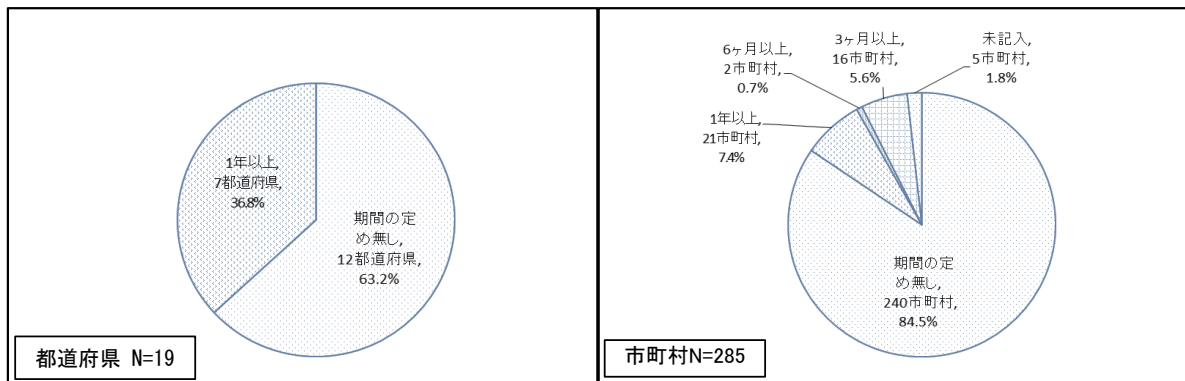 1年以上,
7都道府県,
36.8%
期間の定
め無し,
12都道府県,
63.2%
都道府県 N=19
6ヶ月以上,
2市町村,
0.7%
3ヶ月以上,
16市町村,
5.6%
未記入,
5市町村,
1.8%
1年以上,
21市町村,
7.4%
期間の定
め無し,
240市町村,
84.5%
市町村N=285